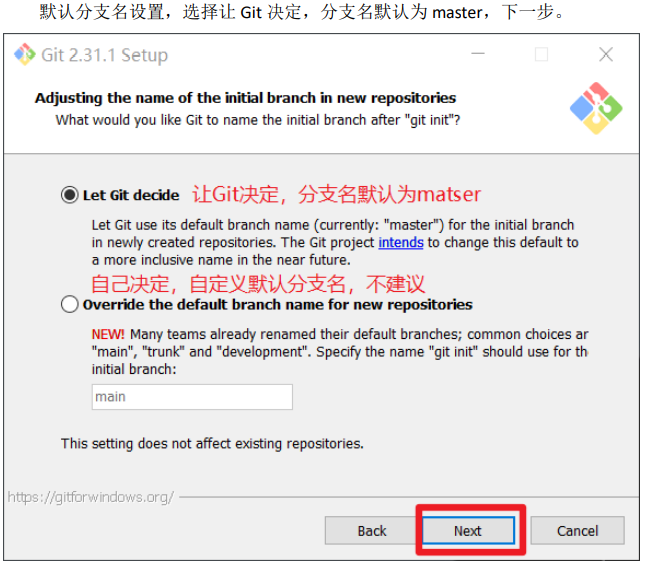 默认分支名设置，选择让 Git 决定，分支名默认为 master，下一步。
Git 2.31.1 Setup
Adjusting the name of the initial branch in new repositories
What would you like Git to name the initial branch after "git init"?
Let Git decide 让Git决定，分支名默认为matser
Let Git use its default branch name (currently: "master") for the initial branch
in newly created repositories. The Git project intends to change this default to
a more inclusive name in the near future.
自己决定，自定义默认分支名，不建议
Override the default branch name for new repositories
NEW! Many teams already renamed their default branches; common choices ar
"main", "trunk" and "development". Specify the name "git init" should use for th
initial branch:
main
This setting does not affect existing repositories.
https://gitforwindows.org/
Back Next Cancel